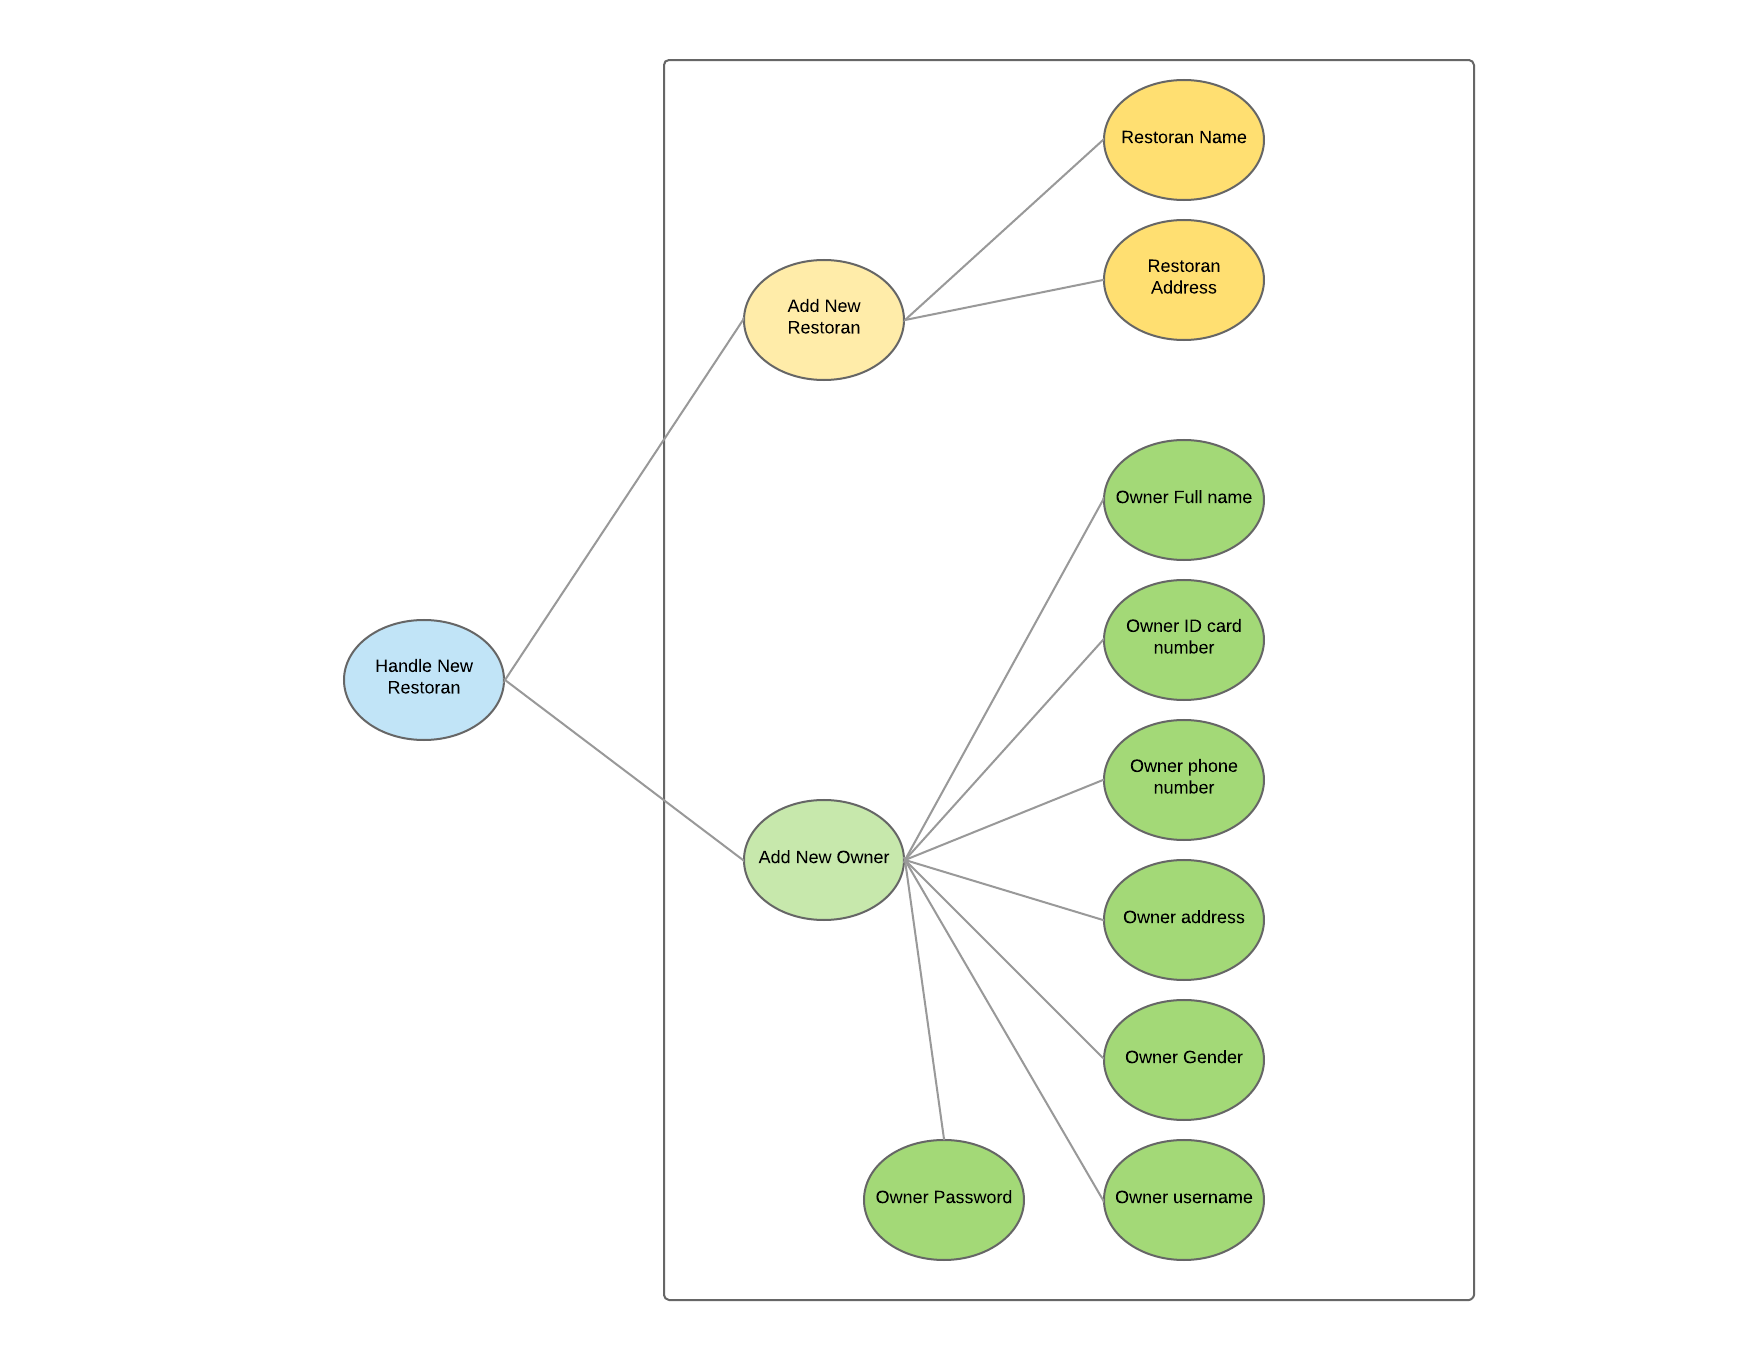 Restoran Name
Restoran
Address
Add New
Restoran
Owner Full name
Owner ID card
number
Handle New
Restoran
Owner phone
number
Add New Owner
Owner address
Owner Gender
Owner Password
Owner username